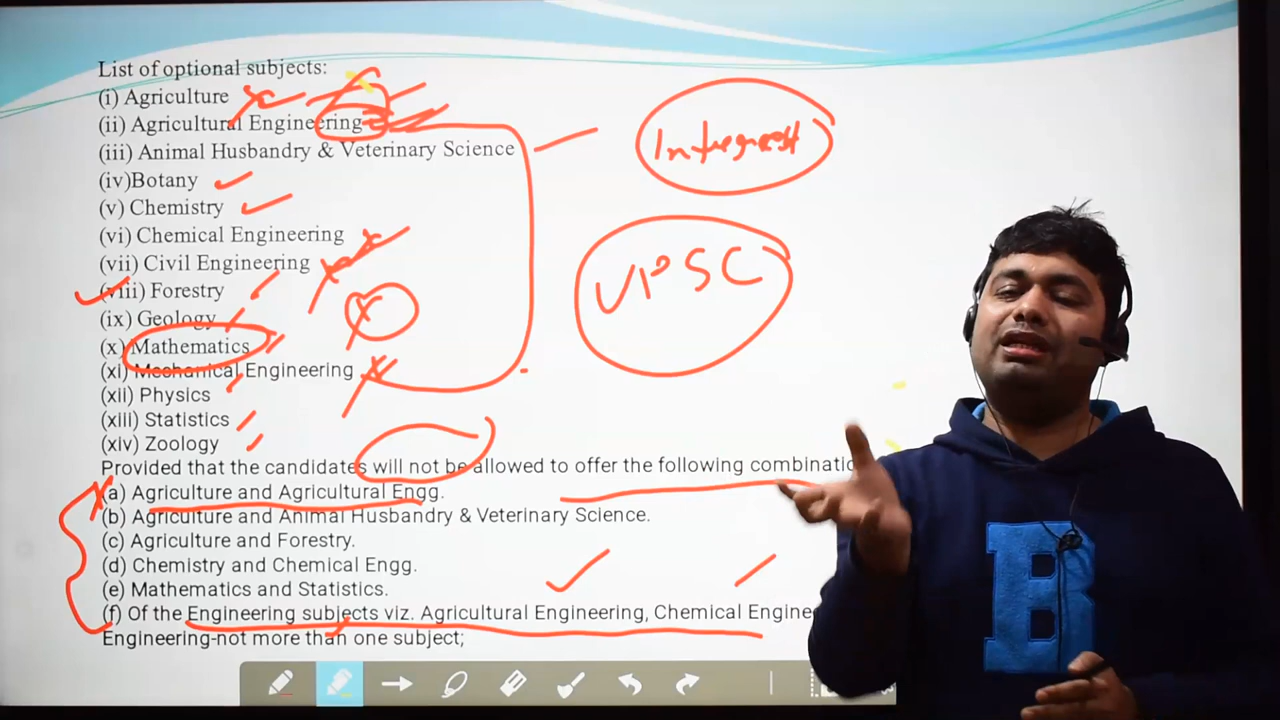 List of optional subjects:
(i) Agriculture
(ii) Agricultural Engineering
(iii) Animal Husbandry & Veterinary Science
(iv)Botany
(v) Chemistry
(vi) Chemical Engineering
(vii) Civil Engineering
(viii) Forestry
(ix) Geology
(x) Mathematics
(xi) Mechanical Engineering
(xii) Physics
(xiii) Statistics
(xiv) Zoology
Provided that the candidates will not be allowed to offer the following combinatio
(a) Agriculture and Agricultural Engg.
(b) Agriculture and Animal Husbandry & Veterinary Science.
(c) Agriculture and Forestry.
(d) Chemistry and Chemical Engg.
(e) Mathematics and Statistics.
(f) Of the Engineering subjects viz. Agricultural Engineering, Chemical Engine
Engineering-not more than one subject;
UPSC
B